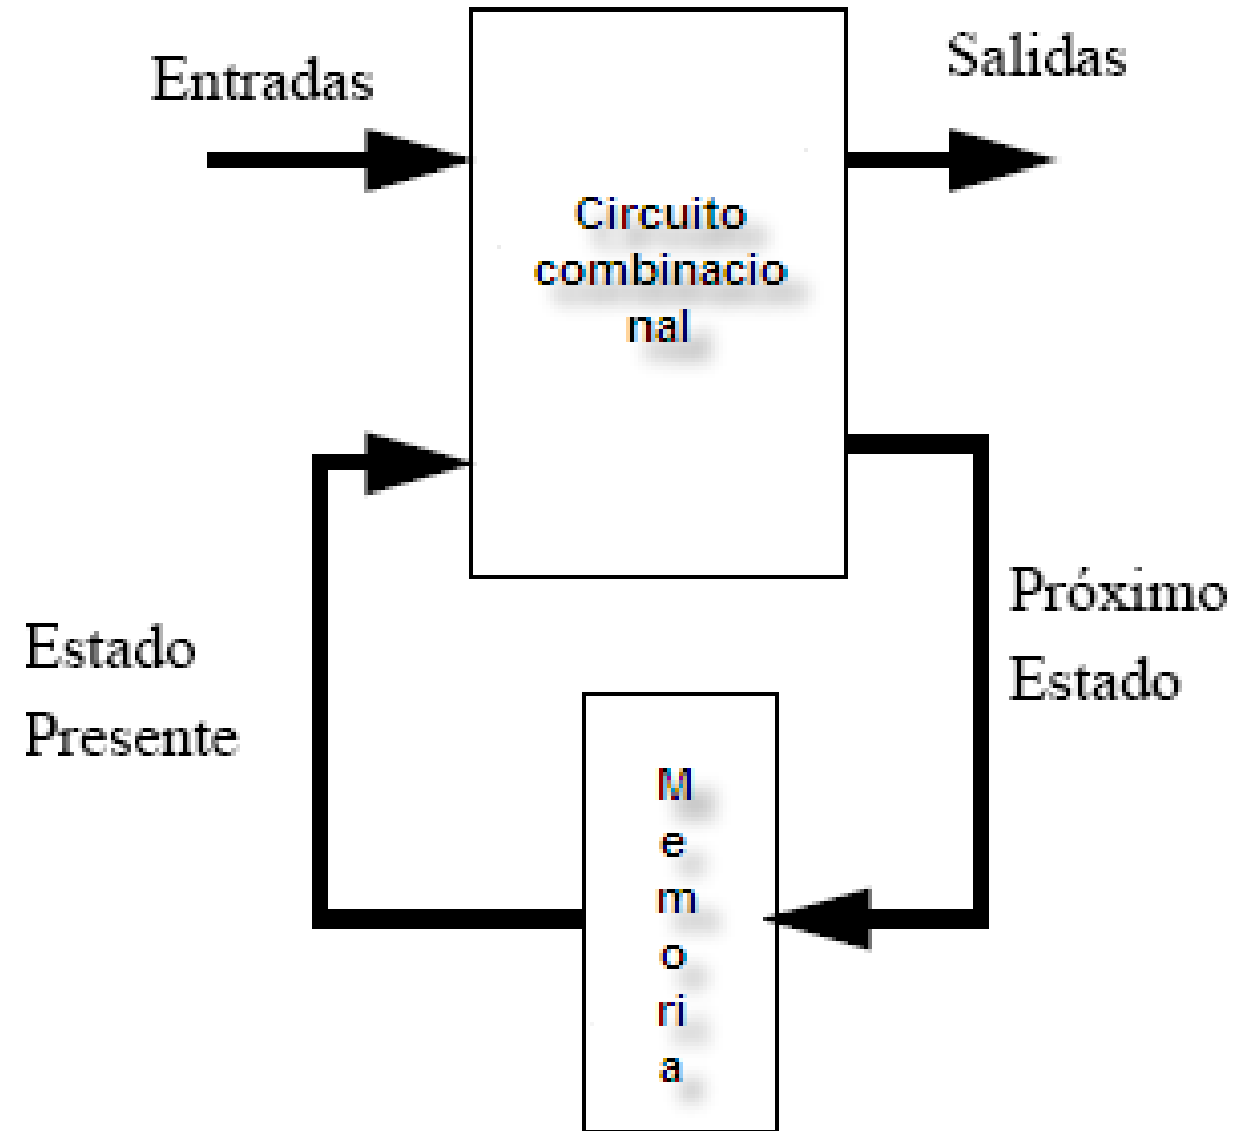 Entradas
Salidas
Circuito
combinacio
nal
Estado
Presente
Próximo
Estado
M
e
m
o
ri
a